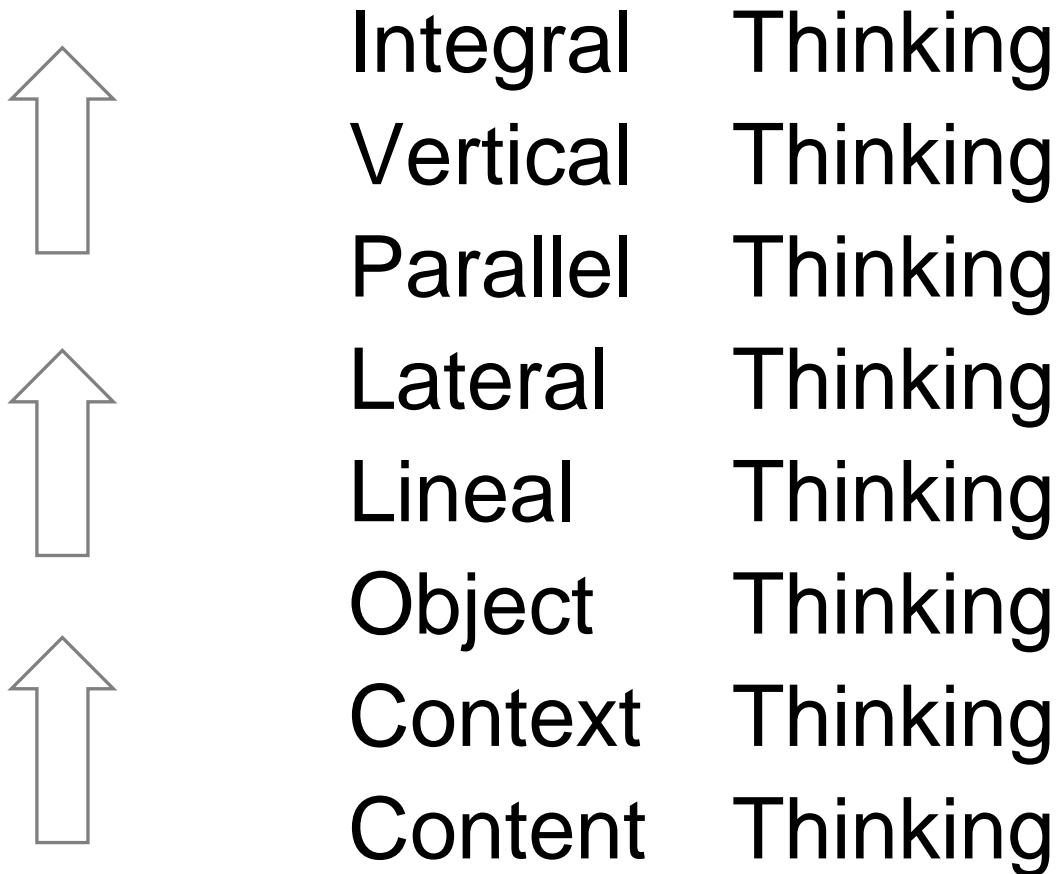 Integral Thinking
Vertical Thinking
Parallel Thinking
Lateral Thinking
Lineal Thinking
Object Thinking
Context Thinking
Content Thinking